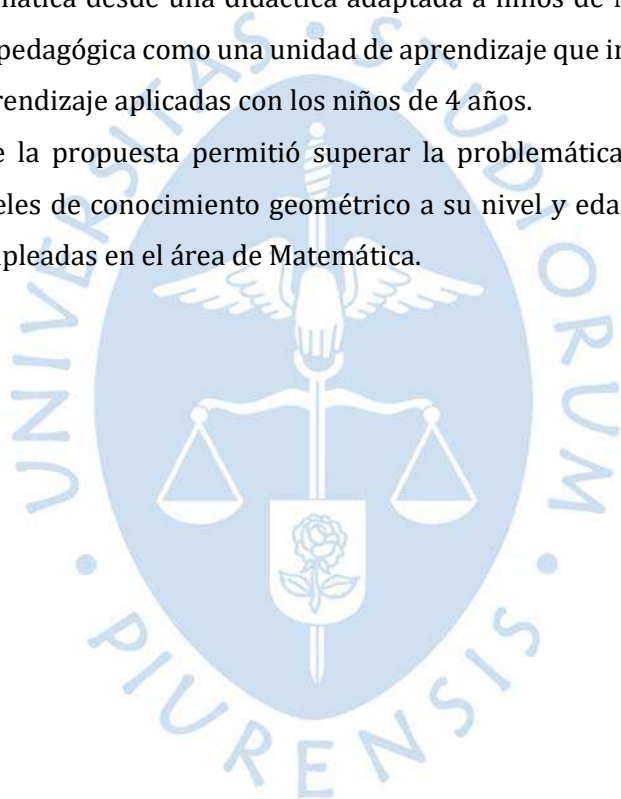 mática desde una didáctica adaptada a niños de
pedagógica como una unidad de aprendizaje que
rendizaje aplicadas con los niños de 4 años.
e la propuesta permitió superar la problemática
eles de conocimiento geométrico a su nivel y
pleadas en el área de Matemática.
UNIVERSITAS • STUDIORUM • PIURENSIS •